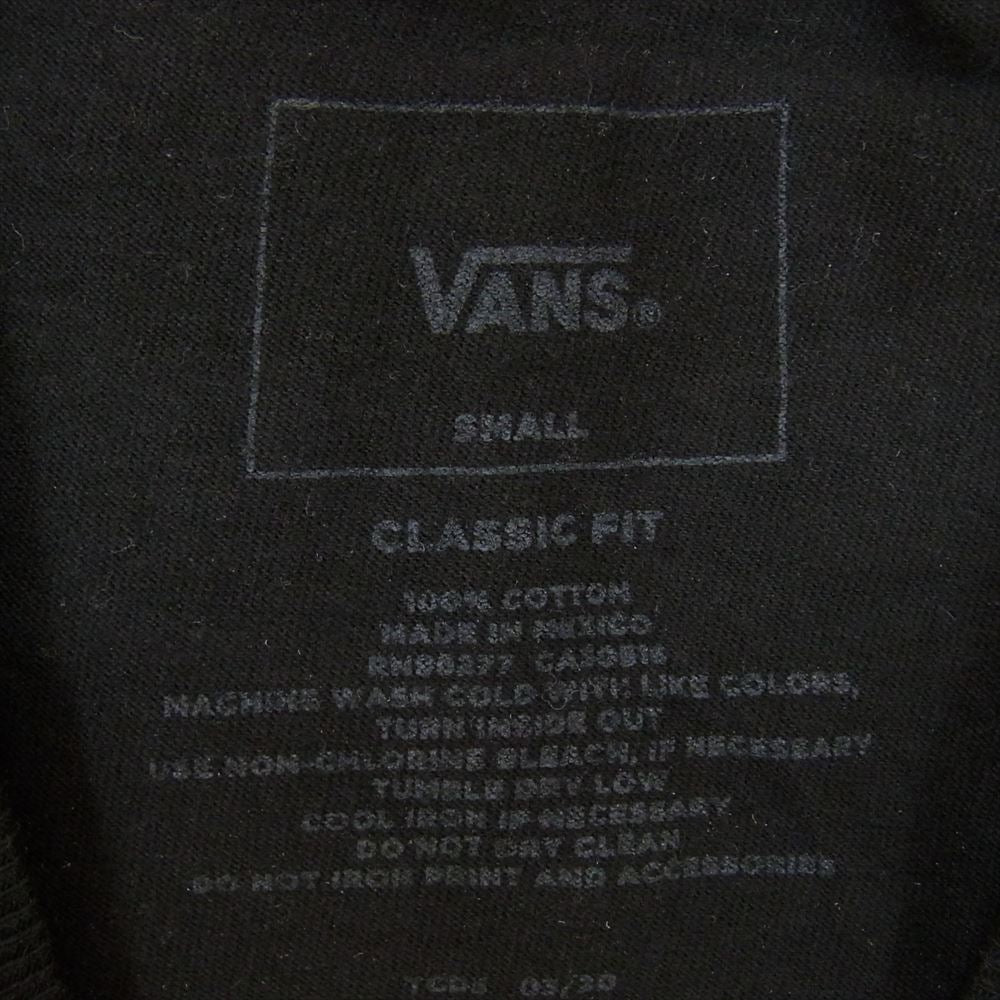 VANS®
SMALL
CLASSIC FIT
100% COTTON
MADE IN MEXICO
MACHINE WASH COLD WITH LIKE COLORS,
TURN INSIDE OUT
USE NON-CHLORINE BLEACH, IF NECESSARY
TUMBLE DRY LOW
COOL IRON IF NECESSARY
DO NOT DRY CLEAN
DO NOT IRON PRINT AND ACCESSORIES
03/20